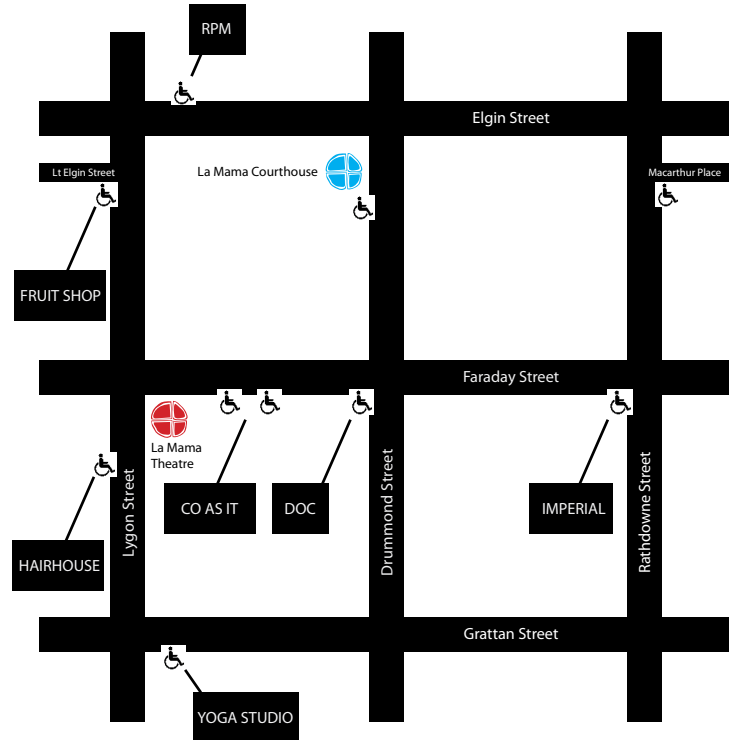 RPM
Elgin Street
Lt Elgin Street
La Mama Courthouse
Macarthur Place
FRUIT SHOP
Faraday Street
La Mama
Theatre
Lygon Street
Drummond Street
Rathdowne Street
CO AS IT
DOC
IMPERIAL
HAIRHOUSE
Grattan Street
YOGA STUDIO